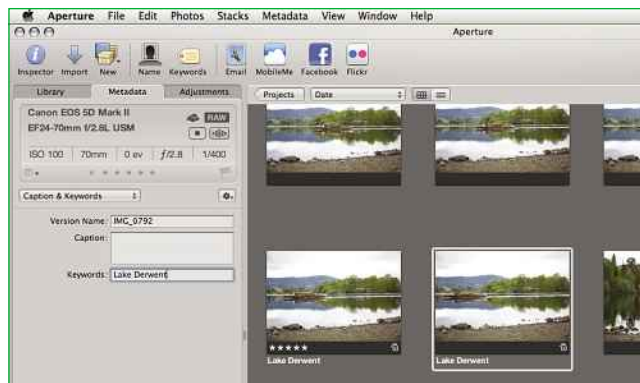 Aperture File Edit Photos Stacks Metadata View Window Help
Aperture
Inspector Import New Name Keywords Email MobileMe Facebook Flickr
Library Metadata Adjustments
Projects Date
Canon EOS 5D Mark II
EF24-70mm f/2.8L USM
RAW
ISO 100 70mm 0 ev ƒ/2.8 1/400
Caption & Keywords
Version Name: IMG_0792
Caption:
Keywords: Lake Derwent
Lake Derwent
Lake Derwent